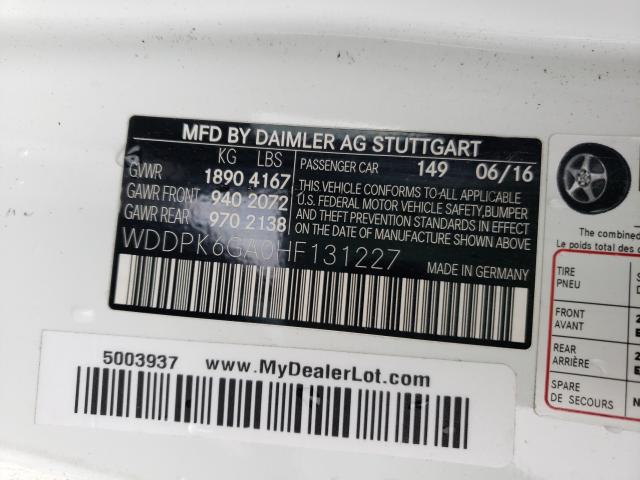 MFD BY DAIMLER AG STUTTGART
KG LBS
GVWR 1890 4167
GAWR FRONT 940 2072
GAWR REAR 970 2138
PASSENGER CAR 149 06/16
THIS VEHICLE CONFORMS TO ALL APPLICABLE
U.S. FEDERAL MOTOR VEHICLE SAFETY, BUMPER
AND THEFT PREVENTION STANDARDS IN EFFECT
ON THE DATE OF MANUFACTURE SHOWN ABOVE.
WDDPK6GA0HF131227
MADE IN GERMANY
5003937 www.MyDealerLot.com
The combined
Le poids total des
TIRE
PNEU
FRONT
AVANT
REAR
ARRIÈRE
SPARE
DE SECOURS